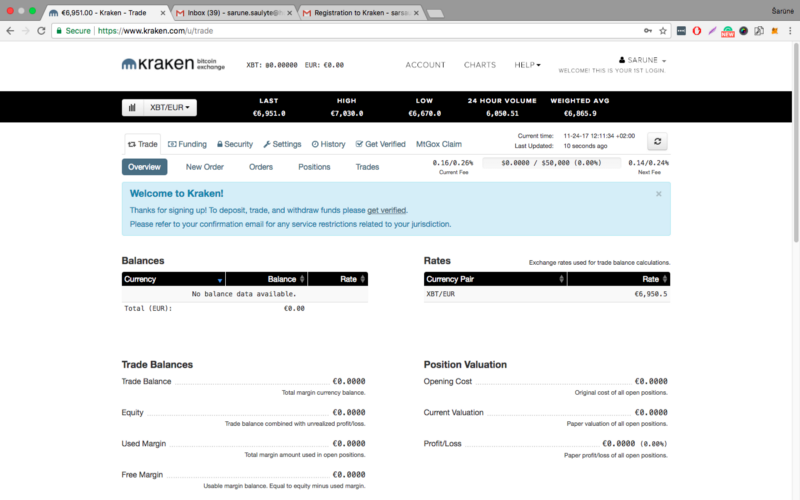 €6,951.00 - Kraken - Trade
Inbox (39) - sarune.saulyte@
Registration to Kraken - sarsa
Šarūnė
Secure https://www.kraken.com/u/trade
NEW
kraken bitcoin exchange
XBT: ƀ0.00000 EUR: €0.00
ACCOUNT CHARTS HELP
SARUNE
WELCOME! THIS IS YOUR 1ST LOGIN.
XBT/EUR
LAST HIGH LOW 24 HOUR VOLUME WEIGHTED AVG
€6,951.0 €7,030.0 €6,670.0 6,050.51 €6,865.9
Trade Funding Security Settings History Get Verified MtGox Claim
Current time: 11-24-17 12:11:34 +02:00
Last Updated: 10 seconds ago
Overview New Order Orders Positions Trades
0.16/0.26% $0.0000 / $50,000 (0.00%) 0.14/0.24%
Current Fee Next Fee
Welcome to Kraken! ×
Thanks for signing up! To deposit, trade, and withdraw funds please get verified.
Please refer to your confirmation email for any service restrictions related to your jurisdiction.
Balances
Currency Balance Rate
No balance data available.
Total (EUR): €0.00
Rates Exchange rates used for trade balance calculations.
Currency Pair Rate
XBT/EUR €6,950.5
Trade Balances
Trade Balance €0.0000
Total margin currency balance.
Equity €0.0000
Trade balance combined with unrealized profit/loss.
Used Margin €0.0000
Total margin amount used in open positions.
Free Margin €0.0000
Usable margin balance. Equal to equity minus used margin.
Position Valuation
Opening Cost €0.0000
Original cost of all open positions.
Current Valuation €0.0000
Paper valuation of all open positions.
Profit/Loss €0.0000 (0.00%)
Paper profit/loss of all open positions.